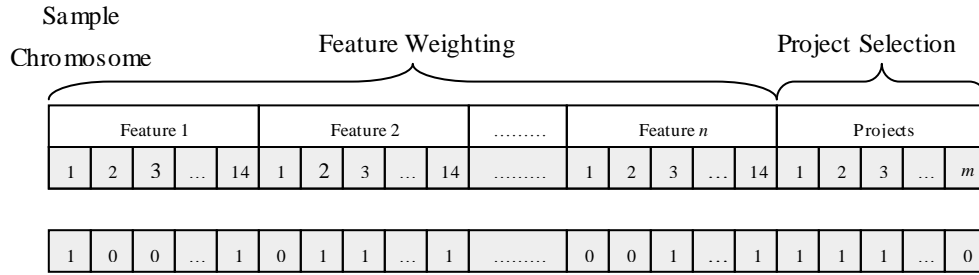 Sample
Chromosome
Feature Weighting
Project Selection
Feature 1 Feature 2 ......... Feature n Projects
1 2 3 ... 14 1 2 3 ... 14 ......... 1 2 3 ... 14 1 2 3 ... m
1 0 0 ... 1 0 1 1 ... 1 ......... 0 0 1 ... 1 1 1 1 ... 0